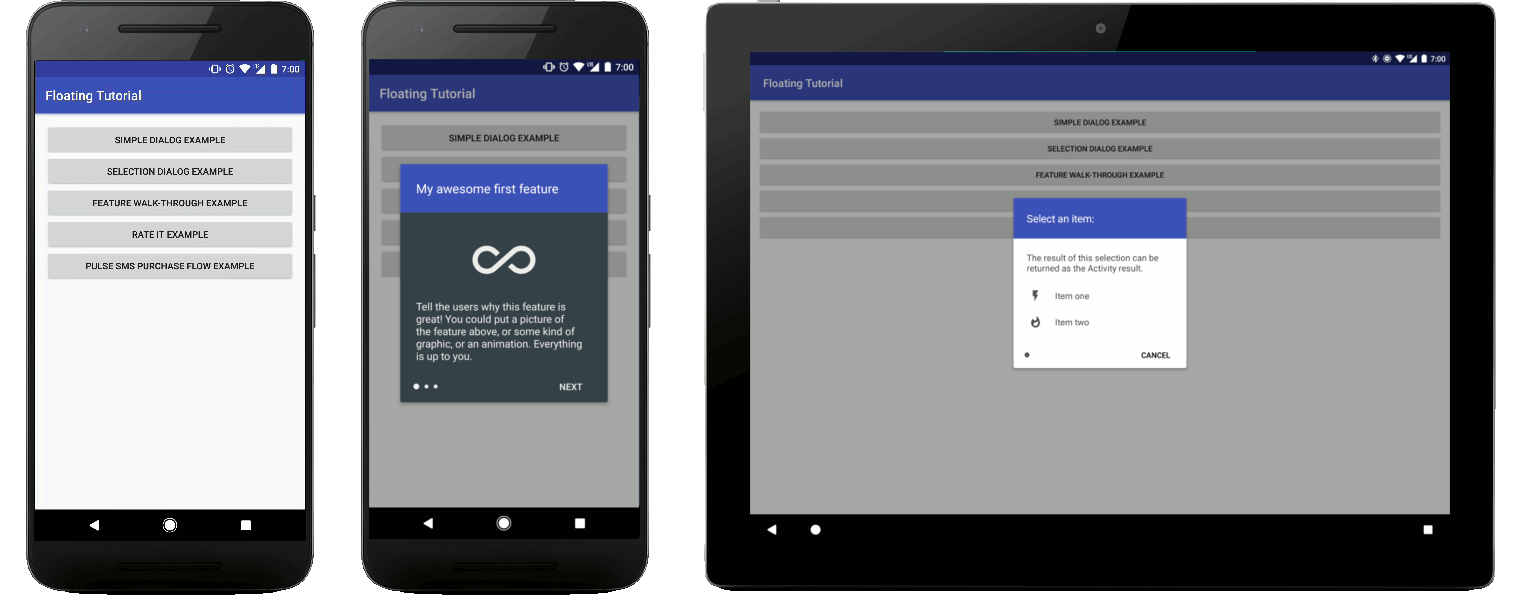 7:00
Floating Tutorial
SIMPLE DIALOG EXAMPLE
SELECTION DIALOG EXAMPLE
FEATURE WALK-THROUGH EXAMPLE
RATE IT EXAMPLE
PULSE SMS PURCHASE FLOW EXAMPLE
LTE 7:00
Floating Tutorial
SIMPLE DIALOG EXAMPLE
My awesome first feature
Tell the users why this feature is
great! You could put a picture of
the feature above, or some kind of
graphic, or an animation. Everything
is up to you.
NEXT
7:00
Floating Tutorial
SIMPLE DIALOG EXAMPLE
SELECTION DIALOG EXAMPLE
FEATURE WALK-THROUGH EXAMPLE
Select an item:
The result of this selection can be
returned as the Activity result.
Item one
Item two
CANCEL